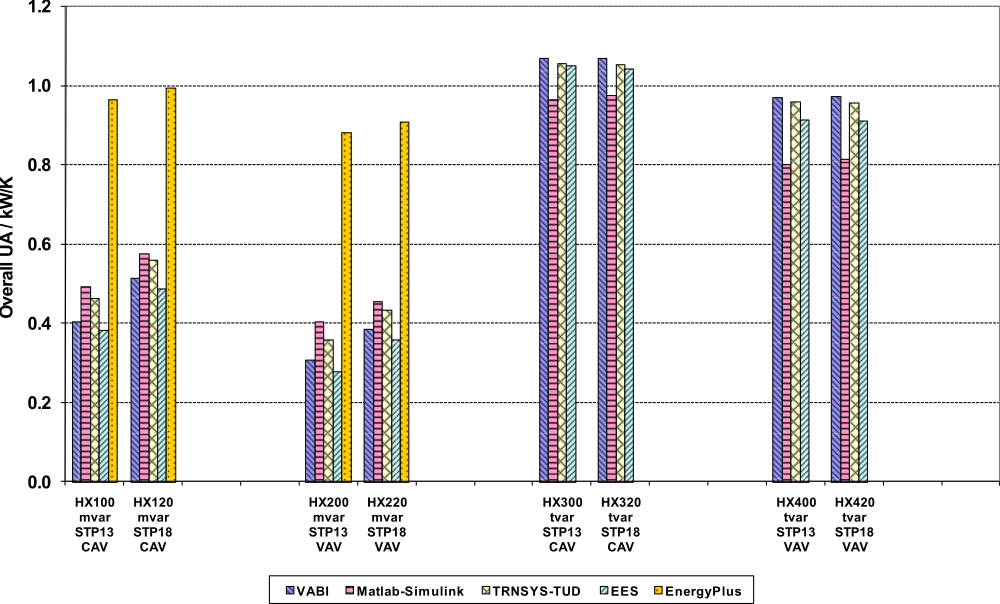 1.2
1.0
0.8
0.6
0.4
0.2
0.0
Overall UA / kW/K
HX100 HX120 HX200 HX220 HX300 HX320 HX400 HX420
mvar mvar mvar mvar tvar tvar tvar tvar
STP13 STP18 STP13 STP18 STP13 STP18 STP13 STP18
CAV CAV VAV VAV CAV CAV VAV VAV
VABI Matlab-Simulink TRNSYS-TUD EES EnergyPlus